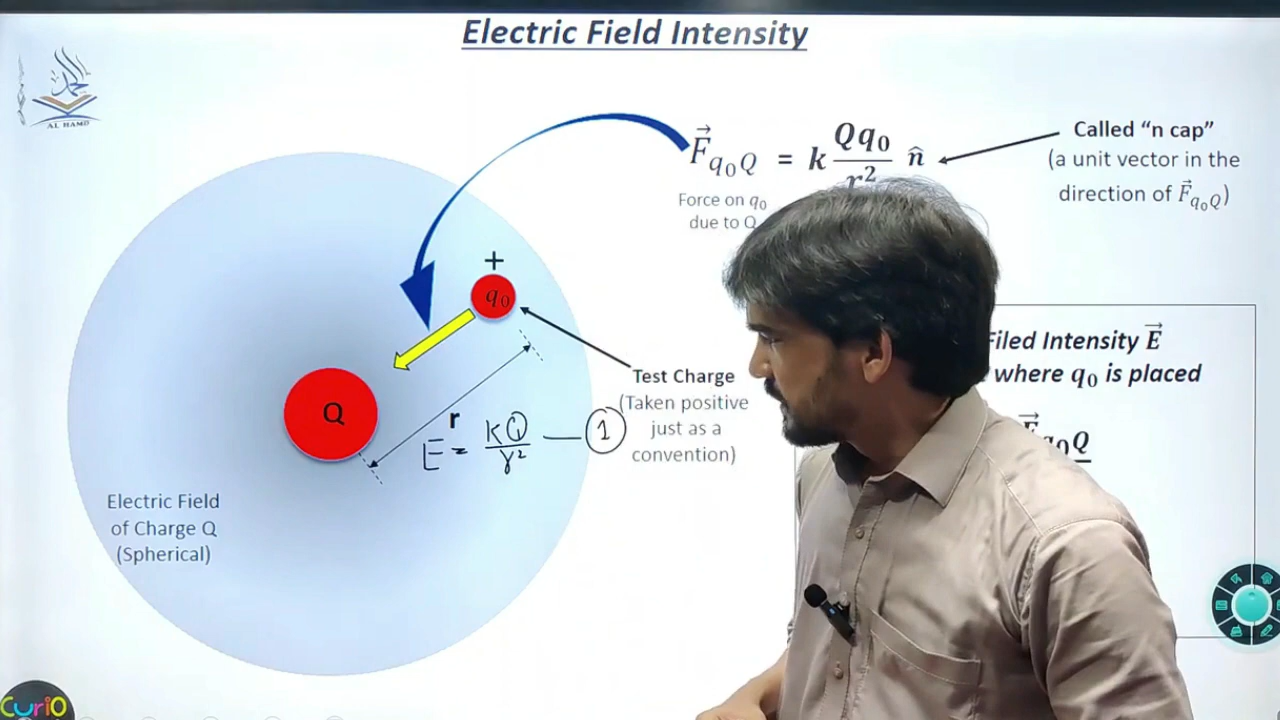 Electric Field Intensity
AL HAMD
F⃗q₀Q = k Qq₀/r² n̂
Force on q₀
due to Q
Called “n cap”
(a unit vector in the
direction of F⃗q₀Q)
+
q₀
Q
r
E = KQ/r² — 1
Test Charge
(Taken positive
just as a
convention)
Electric Field
of Charge Q
(Spherical)
Filed Intensity E⃗
where q₀ is placed
q₀Q
CuriO